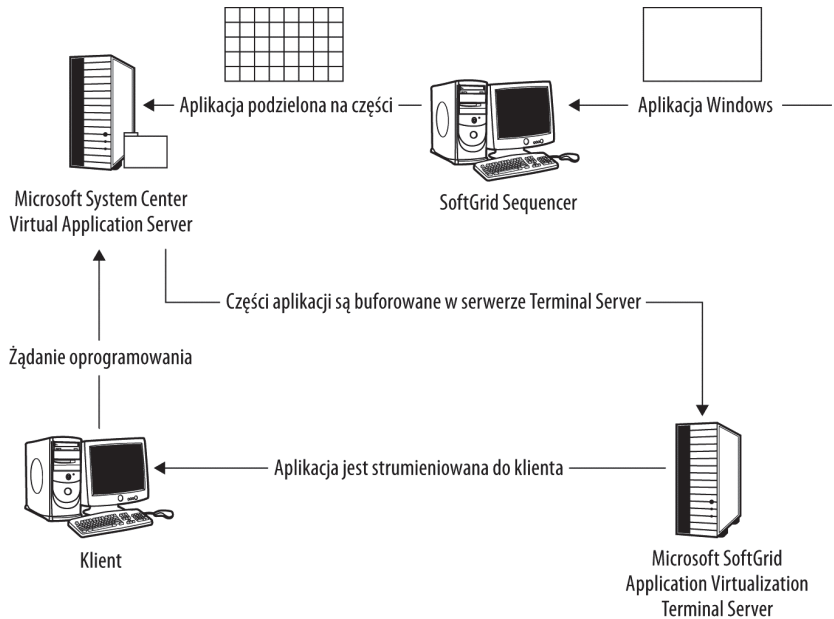 Aplikacja podzielona na części
Aplikacja Windows
Microsoft System Center
Virtual Application Server
SoftGrid Sequencer
Części aplikacji są buforowane w serwerze Terminal Server
Żądanie oprogramowania
Aplikacja jest strumieniowana do klienta
Klient
Microsoft SoftGrid
Application Virtualization
Terminal Server